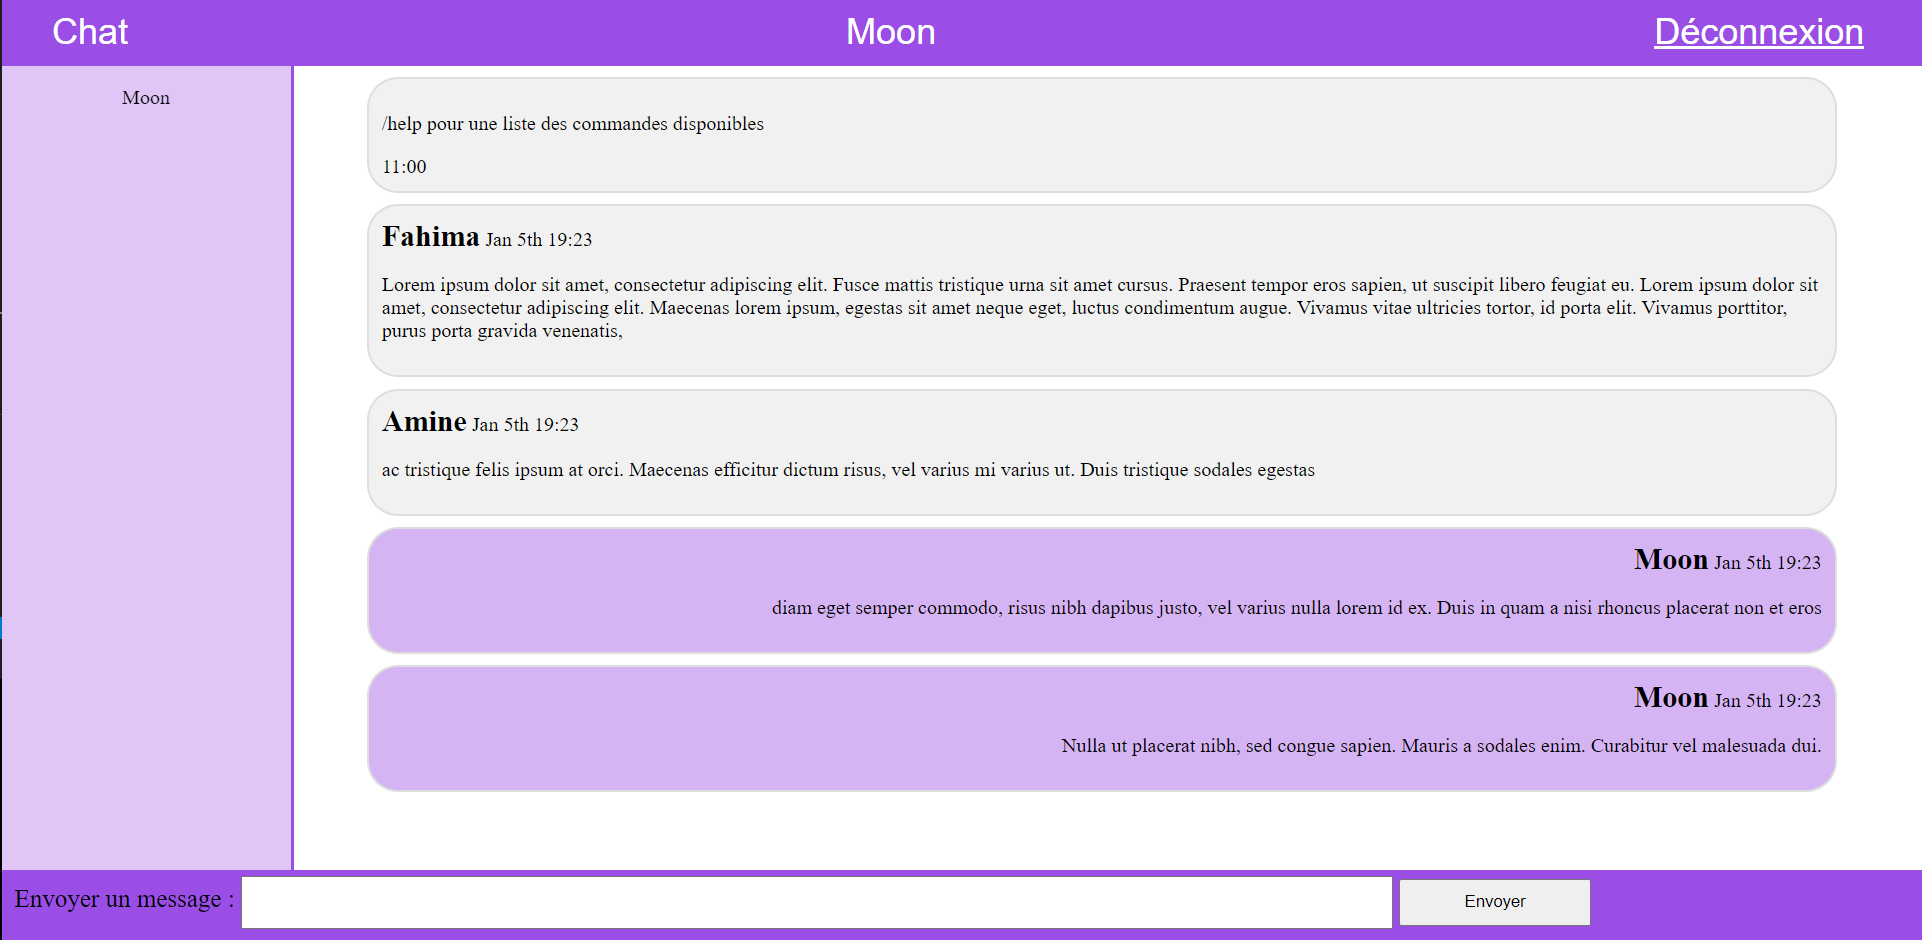 Chat
Moon
Déconnexion
Moon
/help pour une liste des commandes disponibles
11:00
Fahima Jan 5th 19:23
Lorem ipsum dolor sit amet, consectetur adipiscing elit. Fusce mattis tristique urna sit amet cursus. Praesent tempor eros sapien, ut suscipit libero feugiat eu. Lorem ipsum dolor sit
amet, consectetur adipiscing elit. Maecenas lorem ipsum, egestas sit amet neque eget, luctus condimentum augue. Vivamus vitae ultricies tortor, id porta elit. Vivamus porttitor,
purus porta gravida venenatis,
Amine Jan 5th 19:23
ac tristique felis ipsum at orci. Maecenas efficitur dictum risus, vel varius mi varius ut. Duis tristique sodales egestas
Moon Jan 5th 19:23
diam eget semper commodo, risus nibh dapibus justo, vel varius nulla lorem id ex. Duis in quam a nisi rhoncus placerat non et eros
Moon Jan 5th 19:23
Nulla ut placerat nibh, sed congue sapien. Mauris a sodales enim. Curabitur vel malesuada dui.
Envoyer un message :
Envoyer